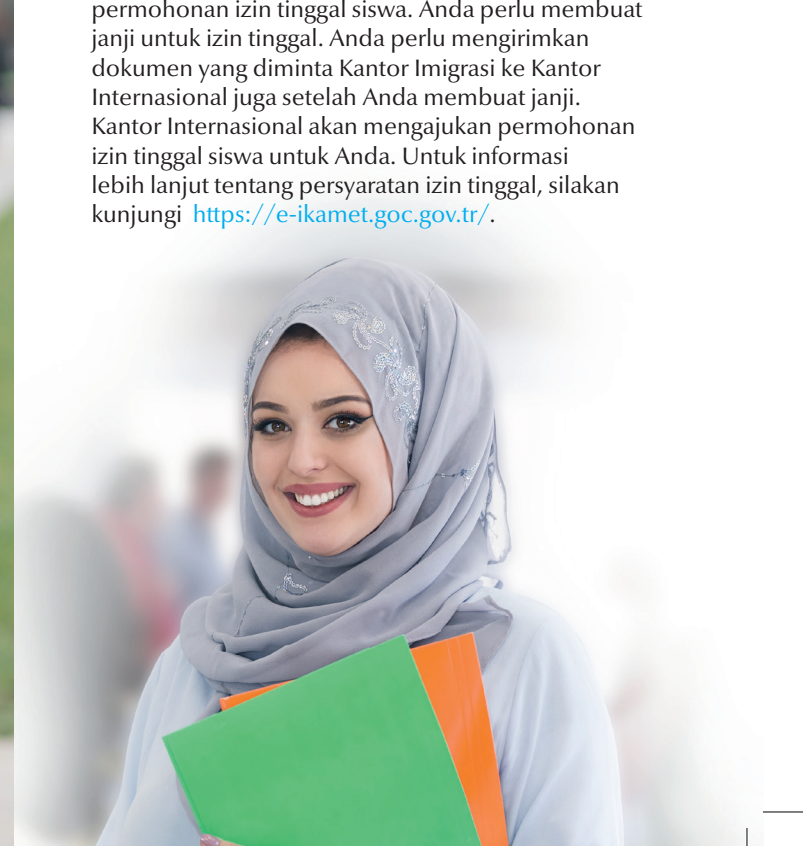 permohonan izin tinggal siswa. Anda perlu membuat
janji untuk izin tinggal. Anda perlu mengirimkan
dokumen yang diminta Kantor Imigrasi ke Kantor
Internasional juga setelah Anda membuat janji.
Kantor Internasional akan mengajukan permohonan
izin tinggal siswa untuk Anda. Untuk informasi
lebih lanjut tentang persyaratan izin tinggal, silakan
kunjungi https://e-ikamet.goc.gov.tr/.